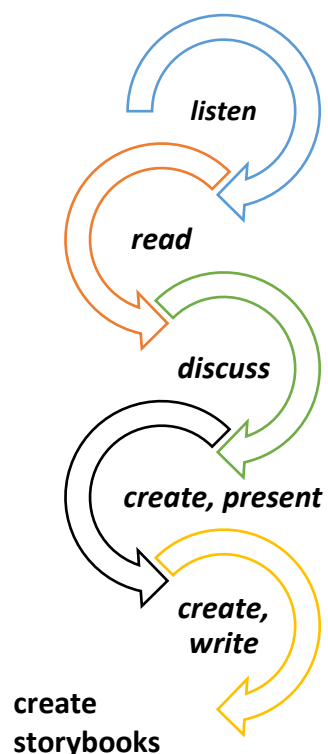 listen
read
discuss
create, present
create,
write
create
storybooks